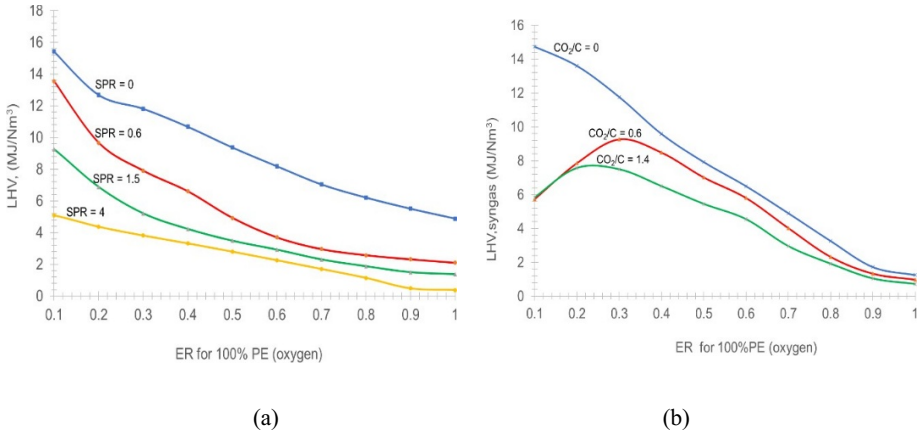 18
16
14
12
10
8
6
4
2
0
LHV, (MJ/Nm³)
SPR = 0
SPR = 0.6
SPR = 1.5
SPR = 4
0.1 0.2 0.3 0.4 0.5 0.6 0.7 0.8 0.9 1
ER for 100% PE (oxygen)
(a)
16
14
12
10
8
6
4
2
0
LHV,syngas (MJ/Nm³)
CO₂/C = 0
CO₂/C = 0.6
CO₂/C = 1.4
0.1 0.2 0.3 0.4 0.5 0.6 0.7 0.8 0.9 1
ER for 100%PE (oxygen)
(b)